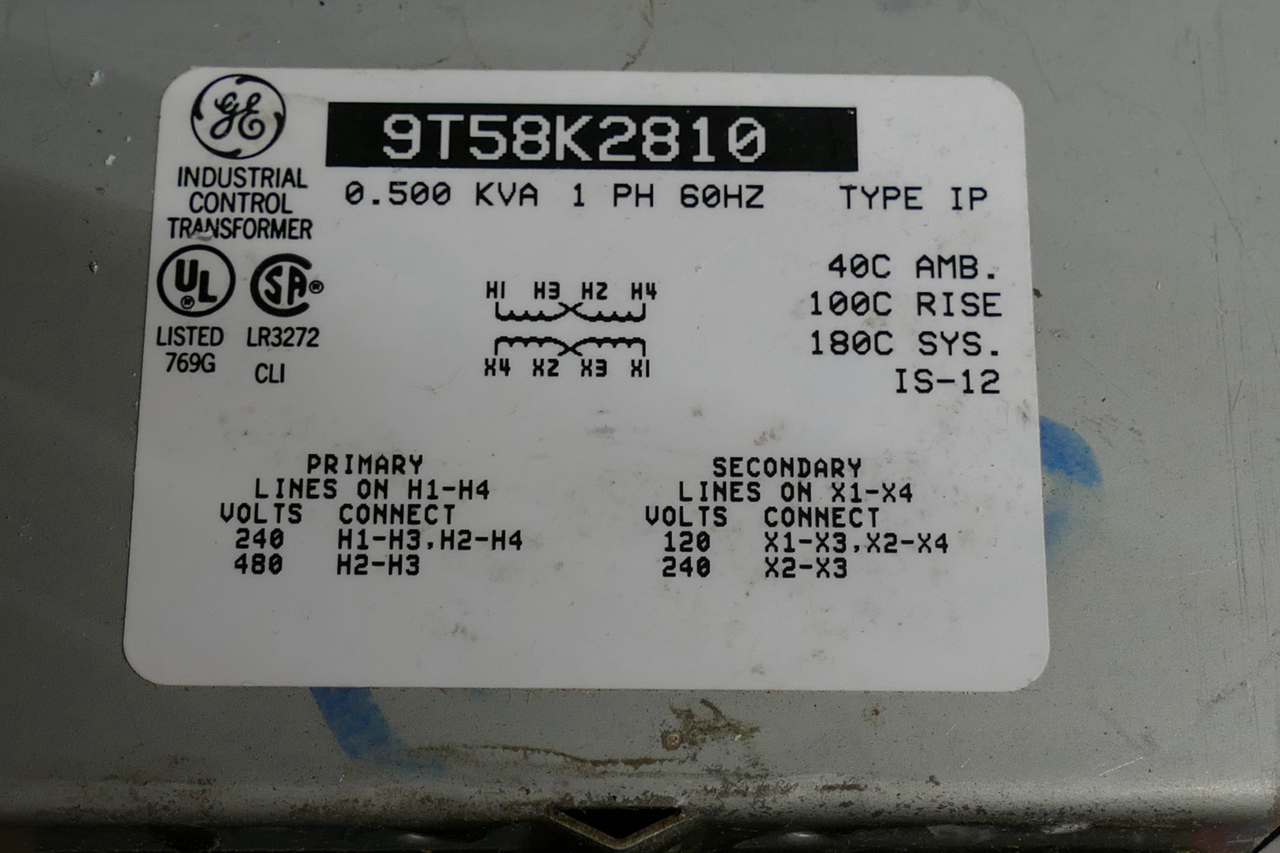 GE
9T58K2810
INDUSTRIAL
CONTROL
TRANSFORMER
0.500 KVA 1 PH 60HZ TYPE IP
UL ®
SA ®
LISTED LR3272
769G CLI
40C AMB.
100C RISE
180C SYS.
IS-12
H1 H3 H2 H4
X4 X2 X3 X1
PRIMARY
LINES ON H1-H4
VOLTS CONNECT
240 H1-H3,H2-H4
480 H2-H3
SECONDARY
LINES ON X1-X4
VOLTS CONNECT
120 X1-X3,X2-X4
240 X2-X3